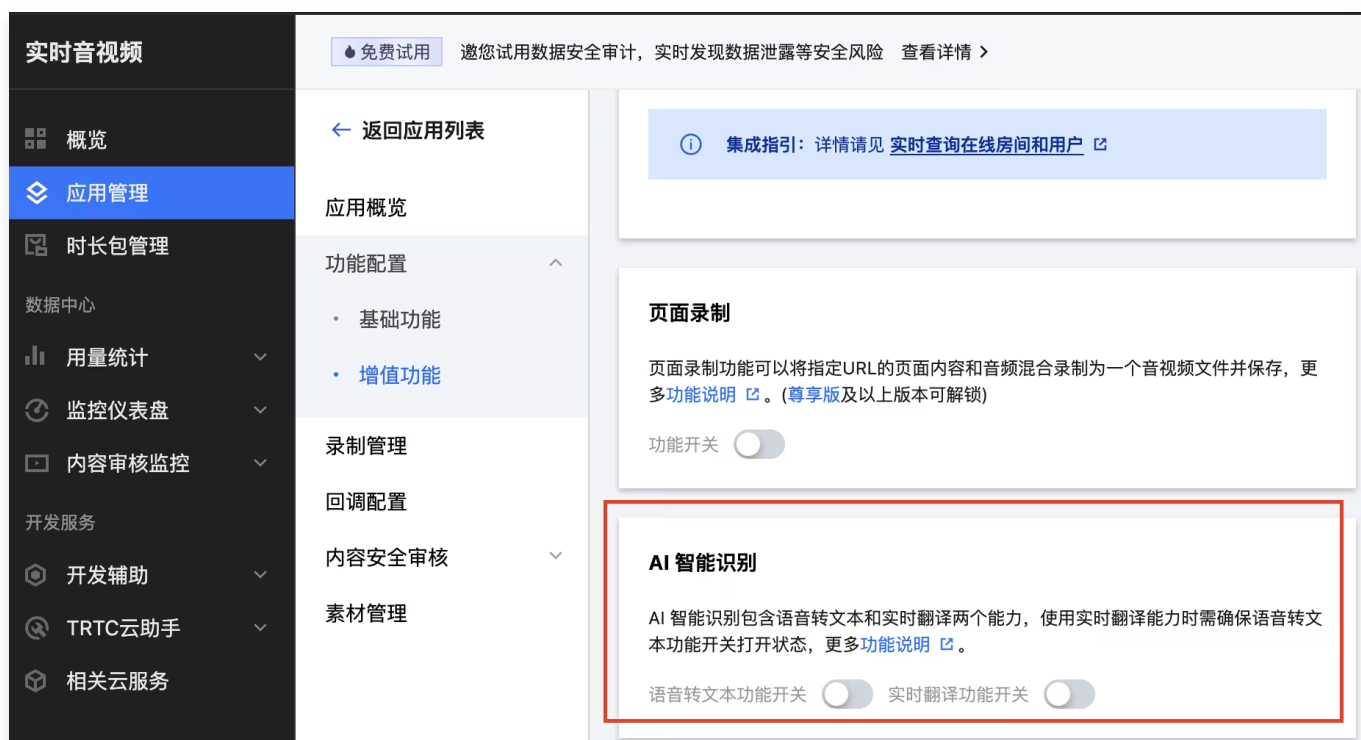 实时音视频
概览
应用管理
时长包管理
数据中心
用量统计
监控仪表盘
内容审核监控
开发服务
开发辅助
TRTC云助手
相关云服务
免费试用 邀您试用数据安全审计，实时发现数据泄露等安全风险 查看详情
返回应用列表
应用概览
功能配置
基础功能
增值功能
录制管理
回调配置
内容安全审核
素材管理
集成指引：详情请见 实时查询在线房间和用户
页面录制
页面录制功能可以将指定URL的页面内容和音频混合录制为一个音视频文件并保存，更
多功能说明 。(尊享版及以上版本可解锁)
功能开关
AI 智能识别
AI 智能识别包含语音转文本和实时翻译两个能力，使用实时翻译能力时需确保语音转文
本功能开关打开状态，更多功能说明 。
语音转文本功能开关 实时翻译功能开关